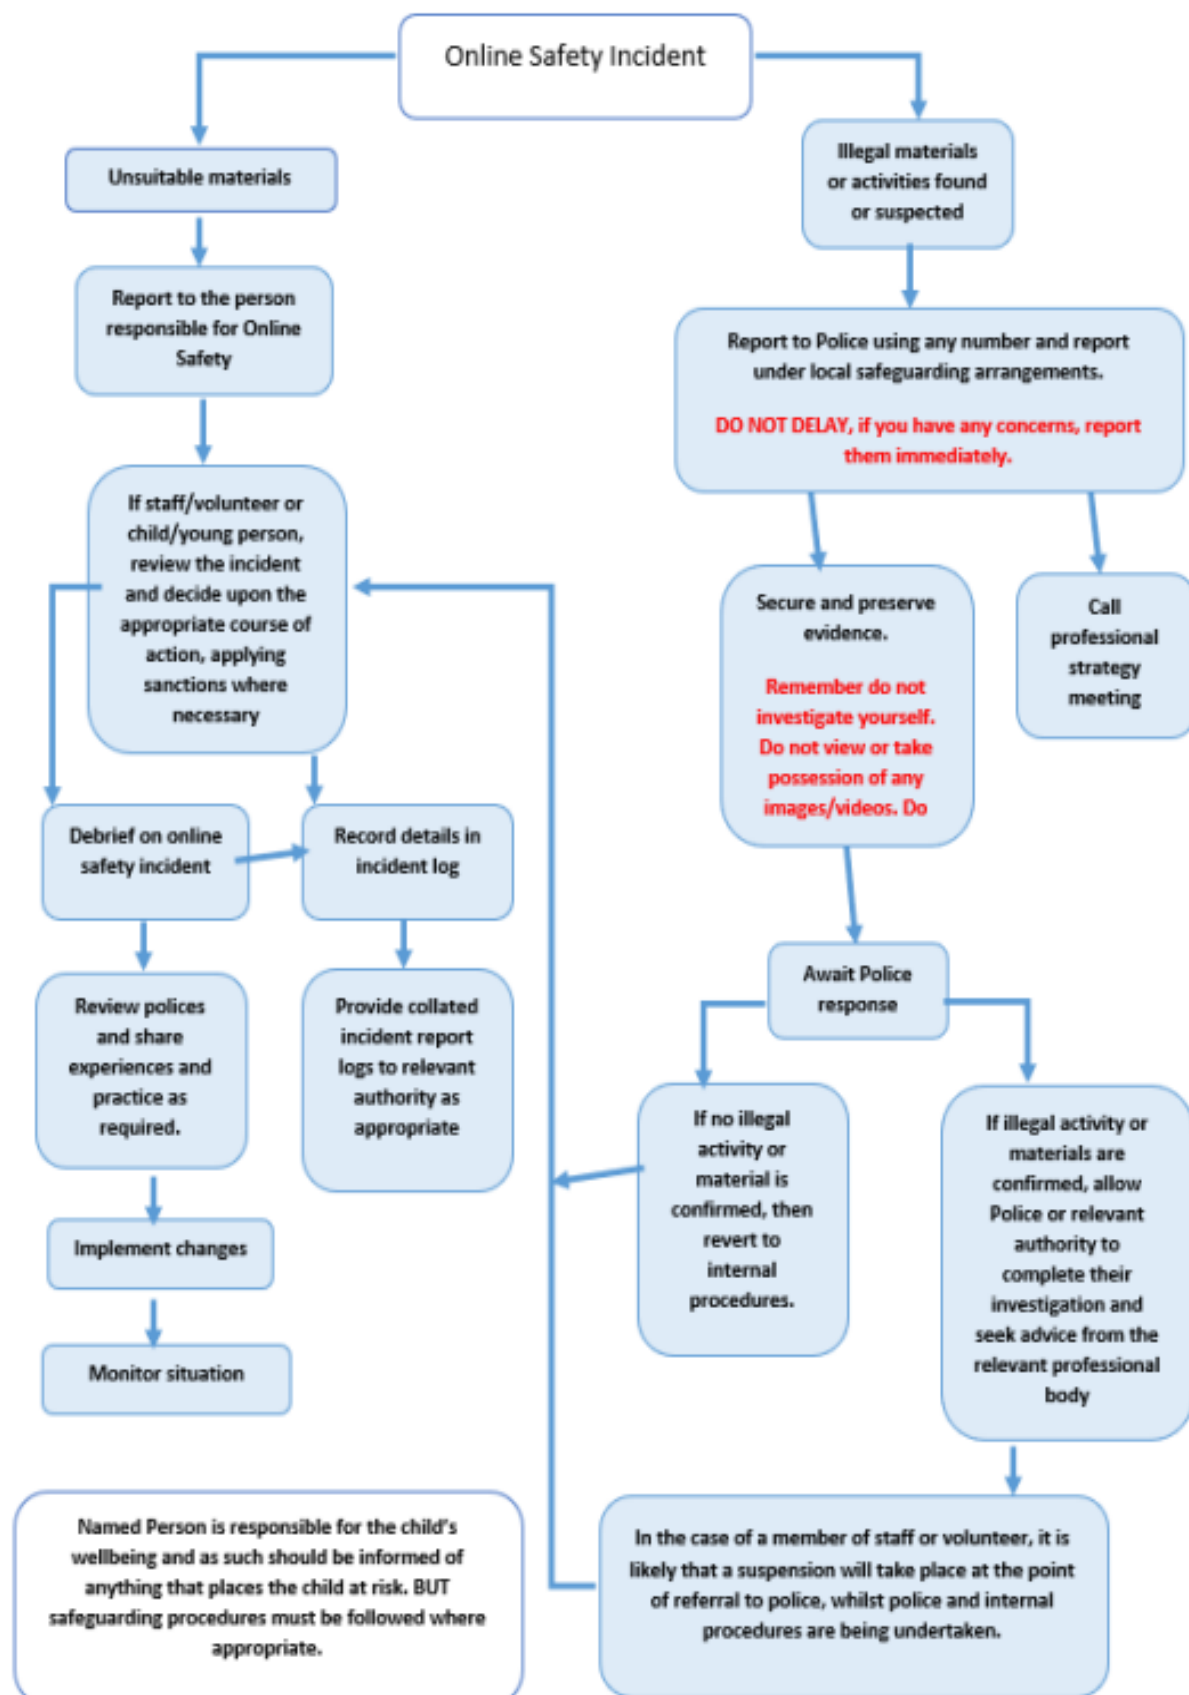 Online Safety Incident
Unsuitable materials
Illegal materials
or activities found
or suspected
Report to the person
responsible for Online
Safety
Report to Police using any number and report
under local safeguarding arrangements.
DO NOT DELAY, if you have any concerns, report
them immediately.
If staff/volunteer or
child/young person,
review the incident
and decide upon the
appropriate course of
action, applying
sanctions where
necessary
Secure and preserve
evidence.
Remember do not
investigate yourself.
Do not view or take
possession of any
images/videos. Do
Call
professional
strategy
meeting
Debrief on online
safety incident
Record details in
incident log
Review polices
and share
experiences and
practice as
required.
Provide collated
incident report
logs to relevant
authority as
appropriate
Await Police
response
If no illegal
activity or
material is
confirmed, then
revert to
internal
procedures.
If illegal activity or
materials are
confirmed, allow
Police or relevant
authority to
complete their
investigation and
seek advice from the
relevant professional
body
Implement changes
Monitor situation
Named Person is responsible for the child's
wellbeing and as such should be informed of
anything that places the child at risk. BUT
safeguarding procedures must be followed where
appropriate.
In the case of a member of staff or volunteer, it is
likely that a suspension will take place at the point
of referral to police, whilst police and internal
procedures are being undertaken.